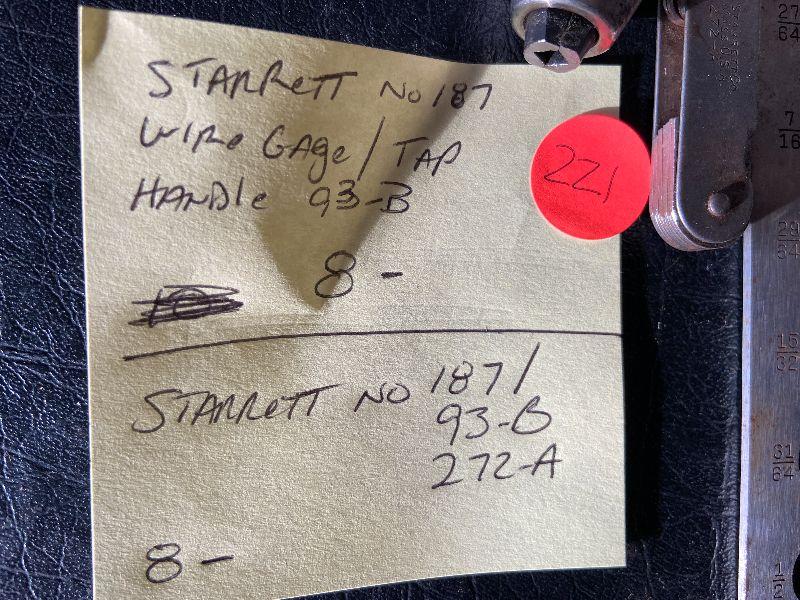 STARRETT No 187
WIRE GAGE / TAP
HANDLE 93-B
8 -
10
STARRETT NO 187/
93-B
272-A
8 -
221
27/64
7/16
29/64
15/32
31/64
1/2